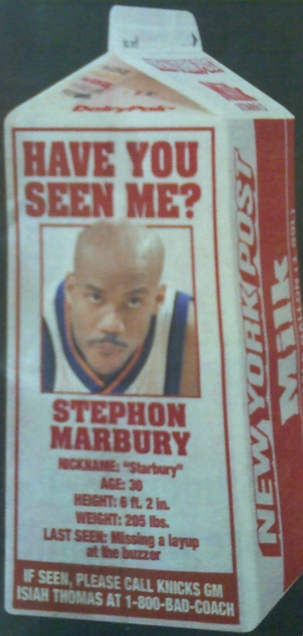 DairyPair
HAVE YOU
SEEN ME?
STEPHON
MARBURY
NICKNAME: "Starbury"
AGE: 30
HEIGHT: 6 ft. 2 in.
WEIGHT: 205 lbs.
LAST SEEN: Missing a layup
at the buzzer
IF SEEN, PLEASE CALL KNICKS GM
ISIAH THOMAS AT 1-800-BAD-COACH
NEW YORK POST
Milk